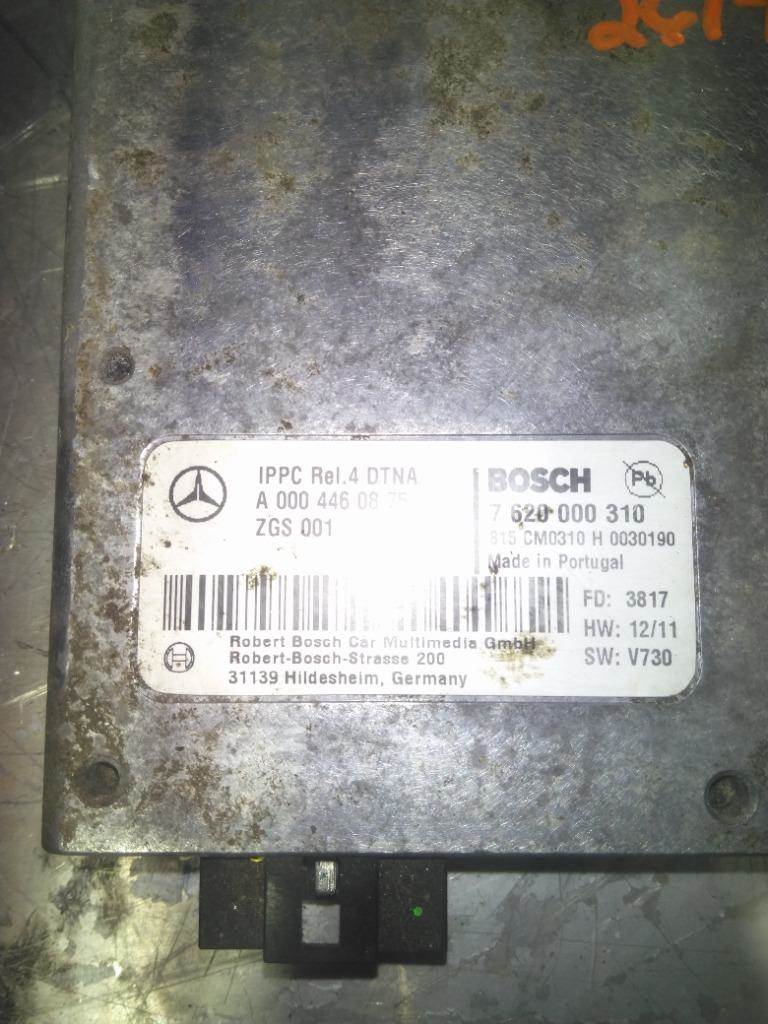 IPPC Rel.4 DTNA
A 000 446 08
ZGS 001
BOSCH
Pb
7 620 000 310
815 CM0310 H 0030190
Made in Portugal
FD: 3817
HW: 12/11
SW: V730
Robert Bosch Car Multimedia GmbH
Robert-Bosch-Strasse 200
31139 Hildesheim, Germany